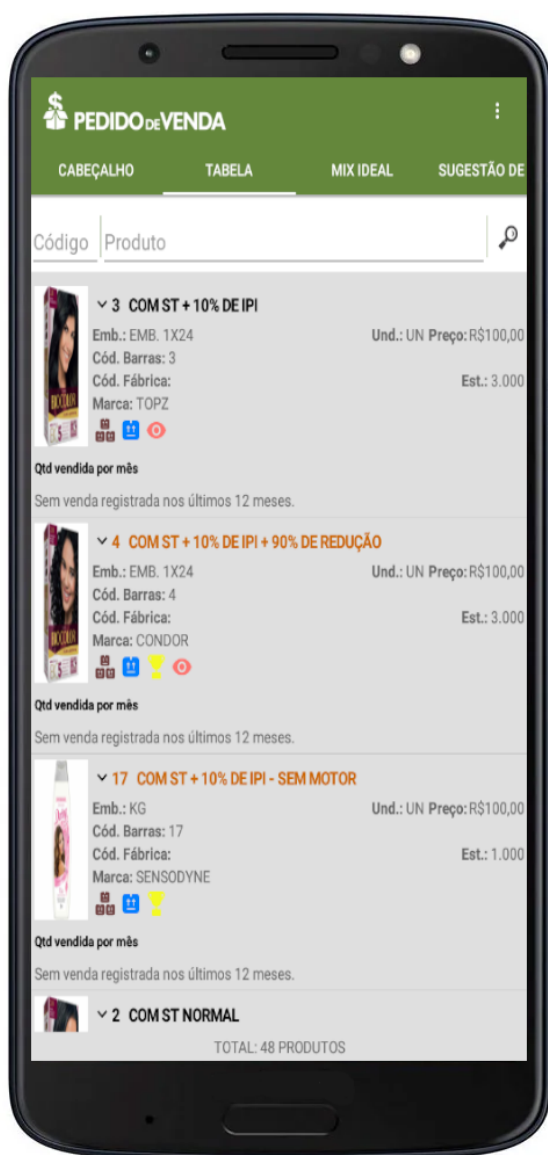 PEDIDO DE VENDA
CABEÇALHO TABELA MIX IDEAL SUGESTÃO DE
Código Produto
3 COM ST + 10% DE IPI
Emb.: EMB. 1X24 Und.: UN Preço: R$100,00
Cód. Barras: 3
Cód. Fábrica: Est.: 3.000
Marca: TOPZ
Qtd vendida por mês
Sem venda registrada nos últimos 12 meses.
4 COM ST + 10% DE IPI + 90% DE REDUÇÃO
Emb.: EMB. 1X24 Und.: UN Preço: R$100,00
Cód. Barras: 4
Cód. Fábrica: Est.: 3.000
Marca: CONDOR
Qtd vendida por mês
Sem venda registrada nos últimos 12 meses.
17 COM ST + 10% DE IPI - SEM MOTOR
Emb.: KG Und.: UN Preço: R$100,00
Cód. Barras: 17
Cód. Fábrica: Est.: 1.000
Marca: SENSODYNE
Qtd vendida por mês
Sem venda registrada nos últimos 12 meses.
2 COM ST NORMAL
TOTAL: 48 PRODUTOS